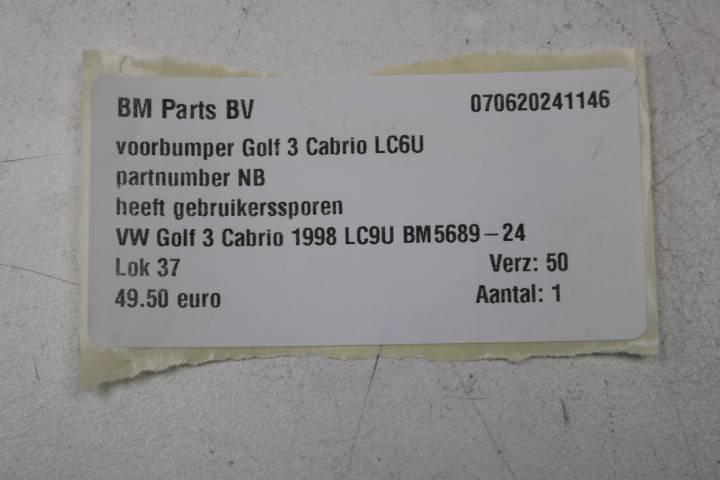 BM Parts BV 070620241146
voorbumper Golf 3 Cabrio LC6U
partnumber NB
heeft gebruikerssporen
VW Golf 3 Cabrio 1998 LC9U BM5689-24
Lok 37 Verz: 50
49.50 euro Aantal: 1